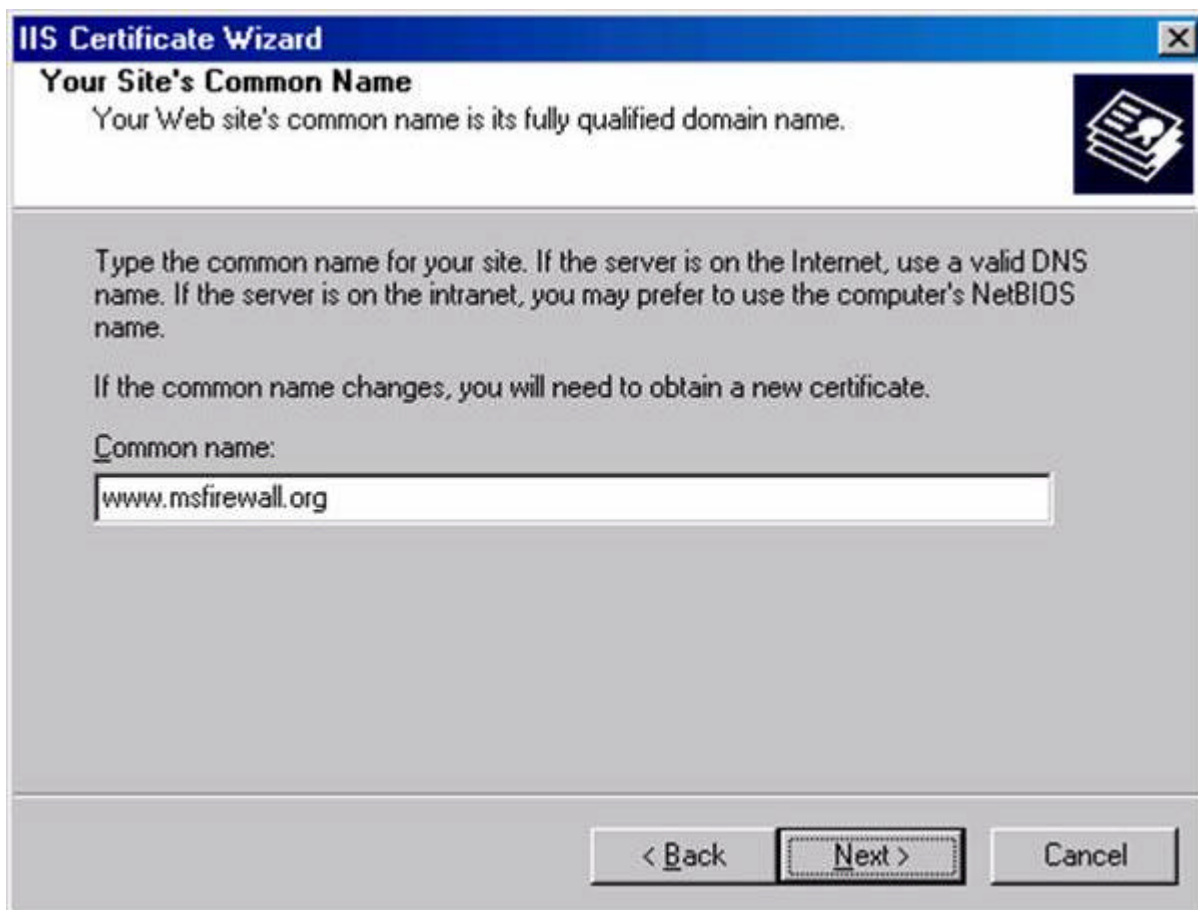 IIS Certificate Wizard
Your Site's Common Name
Your Web site's common name is its fully qualified domain name.
Type the common name for your site. If the server is on the Internet, use a valid DNS
name. If the server is on the intranet, you may prefer to use the computer's NetBIOS
name.
If the common name changes, you will need to obtain a new certificate.
Common name:
www.msfirewall.org
< Back
Next >
Cancel